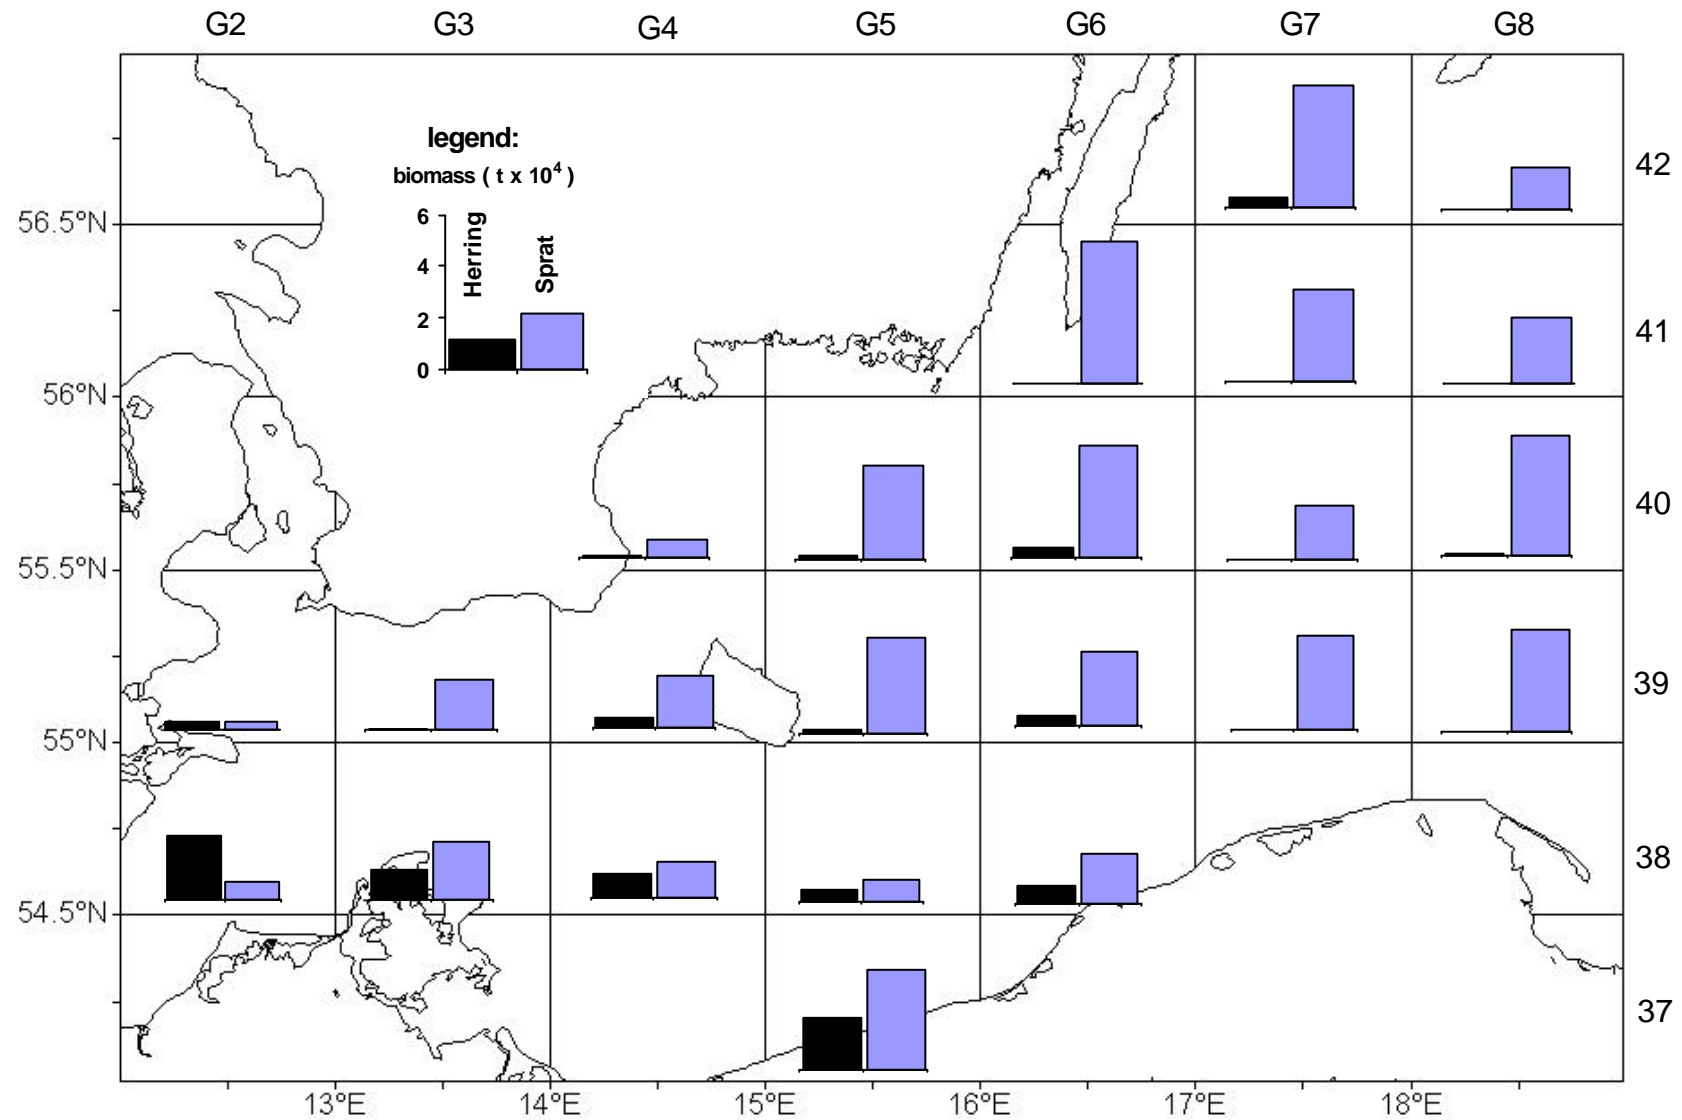 G2 G3 G4 G5 G6 G7 G8
legend:
biomass ( t x 10⁴ )
6
4
2
0
Herring
Sprat
42
56.5°N
41
56°N
40
55.5°N
39
55°N
38
54.5°N
37
13°E 14°E 15°E 16°E 17°E 18°E